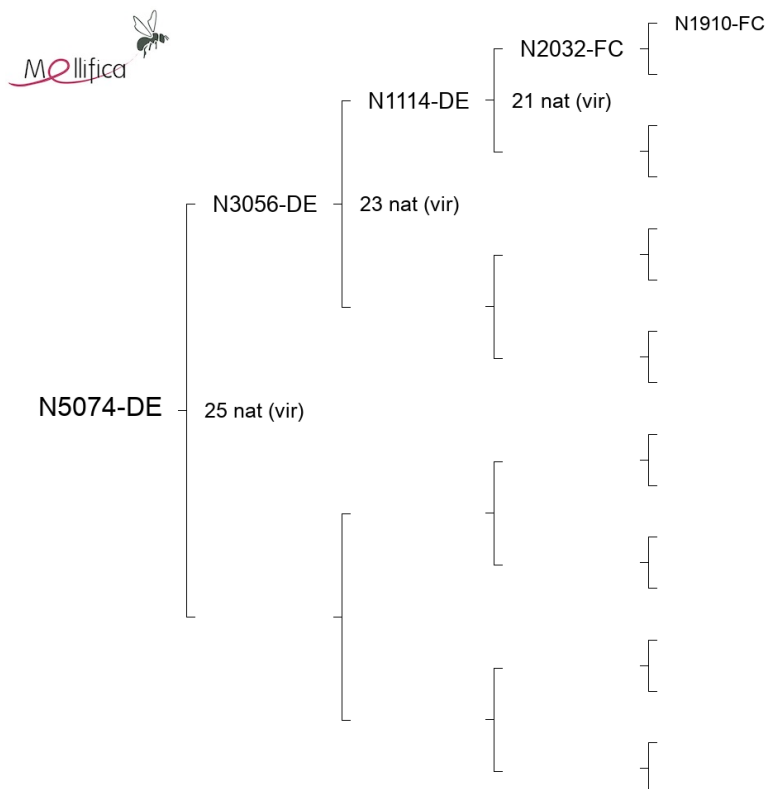 Mellifica
N1910-FC
N2032-FC
N1114-DE
21 nat (vir)
N3056-DE
23 nat (vir)
N5074-DE
25 nat (vir)